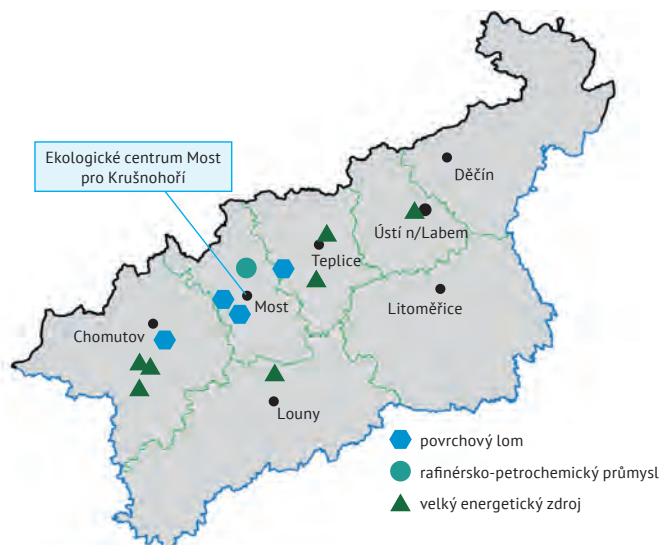 Ekologické centrum Most
pro Krušnohoří
Děčín
Ústí n/Labem
Teplice
Litoměřice
Most
Chomutov
Louny
povrchový lom
rafinérsko-petrochemický průmysl
velký energetický zdroj